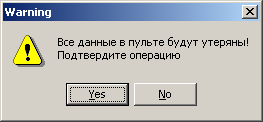 Warning
Все данные в пульте будут утеряны!
Подтвердите операцию
Yes No